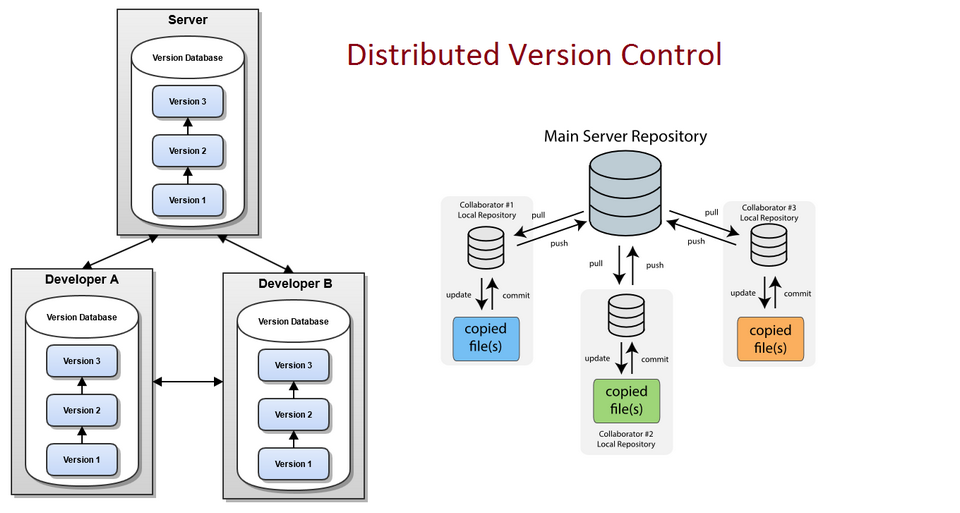 Distributed Version Control
Server
Version Database
Version 3
Version 2
Version 1
Developer A
Version Database
Version 3
Version 2
Version 1
Developer B
Version Database
Version 3
Version 2
Version 1
Main Server Repository
Collaborator #1
Local Repository
pull
push
update
commit
copied
file(s)
pull
push
update
commit
copied
file(s)
Collaborator #2
Local Repository
Collaborator #3
Local Repository
pull
push
update
commit
copied
file(s)